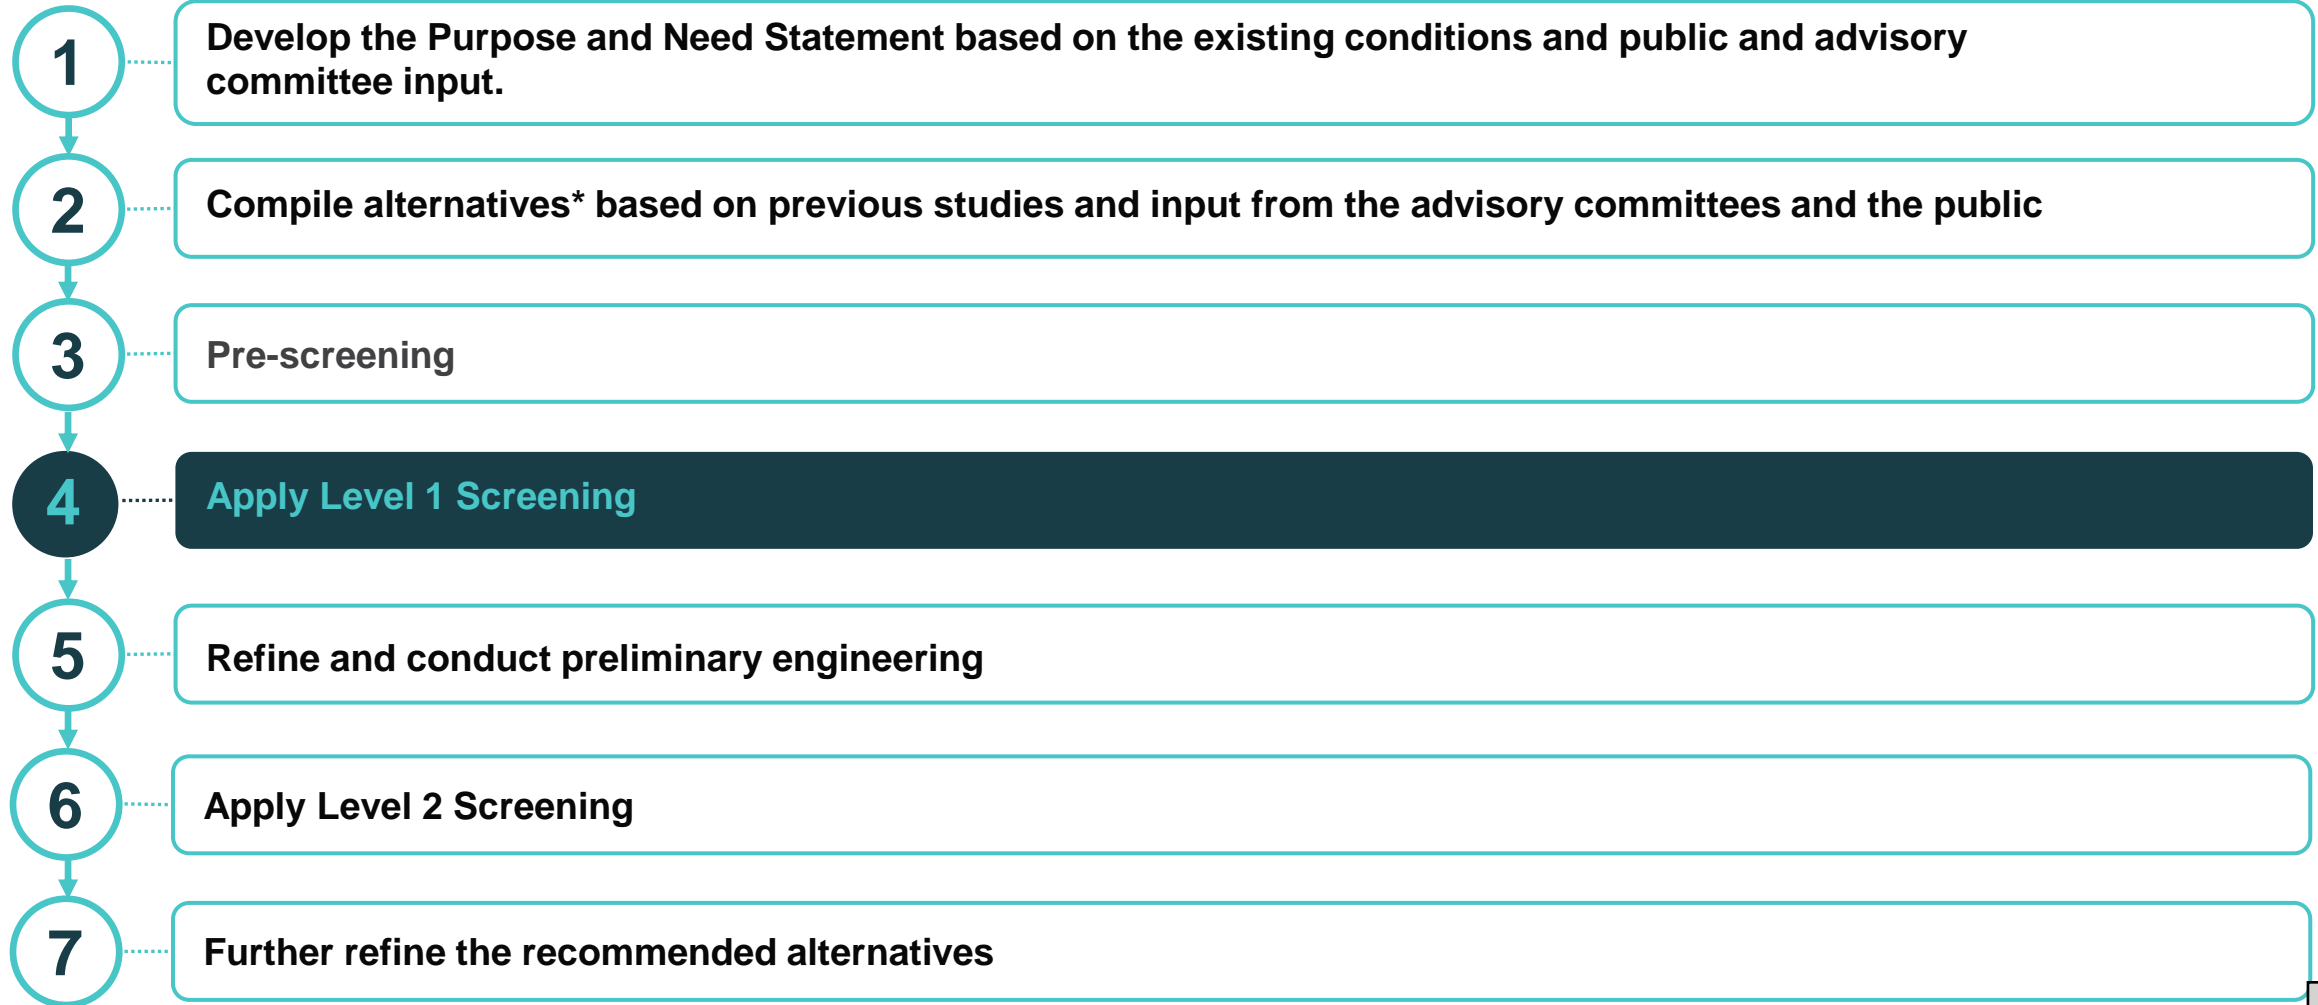 1
Develop the Purpose and Need Statement based on the existing conditions and public and advisory
committee input.
2
Compile alternatives* based on previous studies and input from the advisory committees and the public
3
Pre-screening
4
Apply Level 1 Screening
5
Refine and conduct preliminary engineering
6
Apply Level 2 Screening
7
Further refine the recommended alternatives